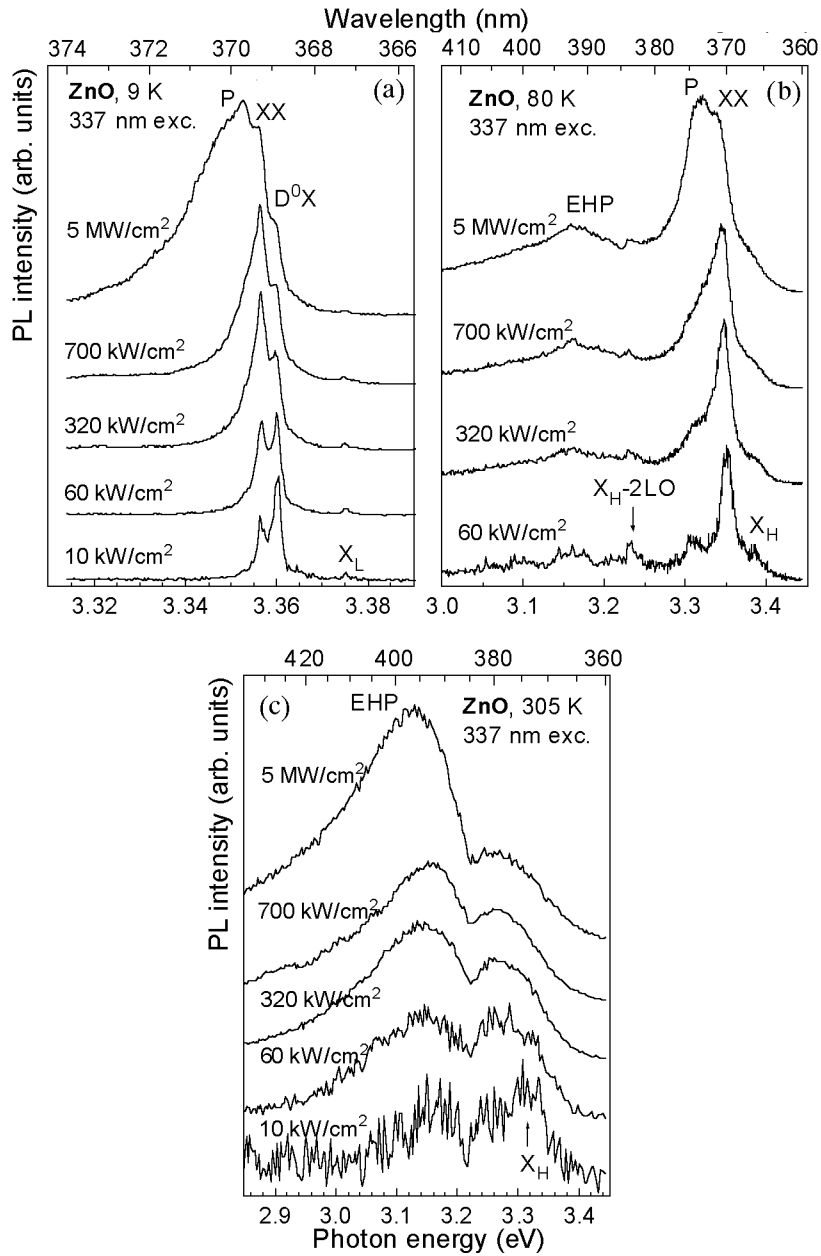 Wavelength (nm)
374 372 370 368 366
410 400 390 380 370 360
PL intensity (arb. units)
ZnO, 9 K
337 nm exc.
(a)
P
XX
D⁰X
5 MW/cm²
700 kW/cm²
320 kW/cm²
60 kW/cm²
10 kW/cm²
X_L
3.32 3.34 3.36 3.38
ZnO, 80 K
337 nm exc.
(b)
P
XX
EHP
5 MW/cm²
700 kW/cm²
320 kW/cm²
X_H-2LO
60 kW/cm²
X_H
3.0 3.1 3.2 3.3 3.4
420 400 380 360
PL intensity (arb. units)
(c)
EHP
ZnO, 305 K
337 nm exc.
5 MW/cm²
700 kW/cm²
320 kW/cm²
60 kW/cm²
10 kW/cm²
X_H
2.9 3.0 3.1 3.2 3.3 3.4
Photon energy (eV)